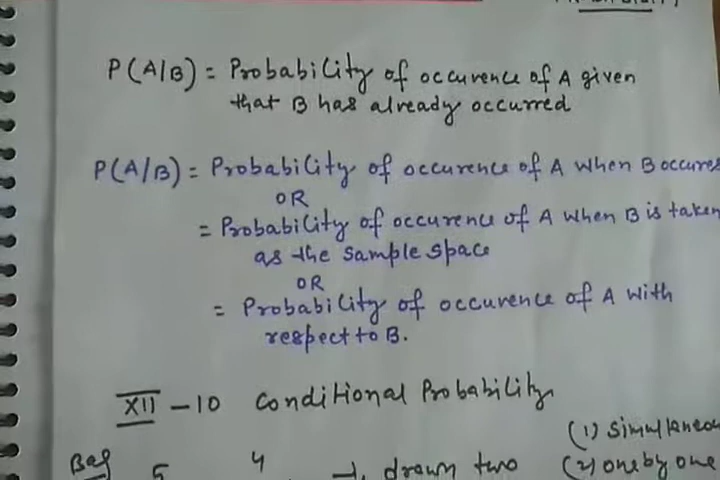 P(A/B) = Probability of occurence of A given
that B has already occurred
P(A/B) = Probability of occurence of A when B occures
OR
= Probability of occurence of A when B is taken
as the sample space
OR
= Probability of occurence of A with
respect to B.
XII - 10 Conditional Probability
(1) Simultaneou
Bag 5 4 drawn two (2) one by one